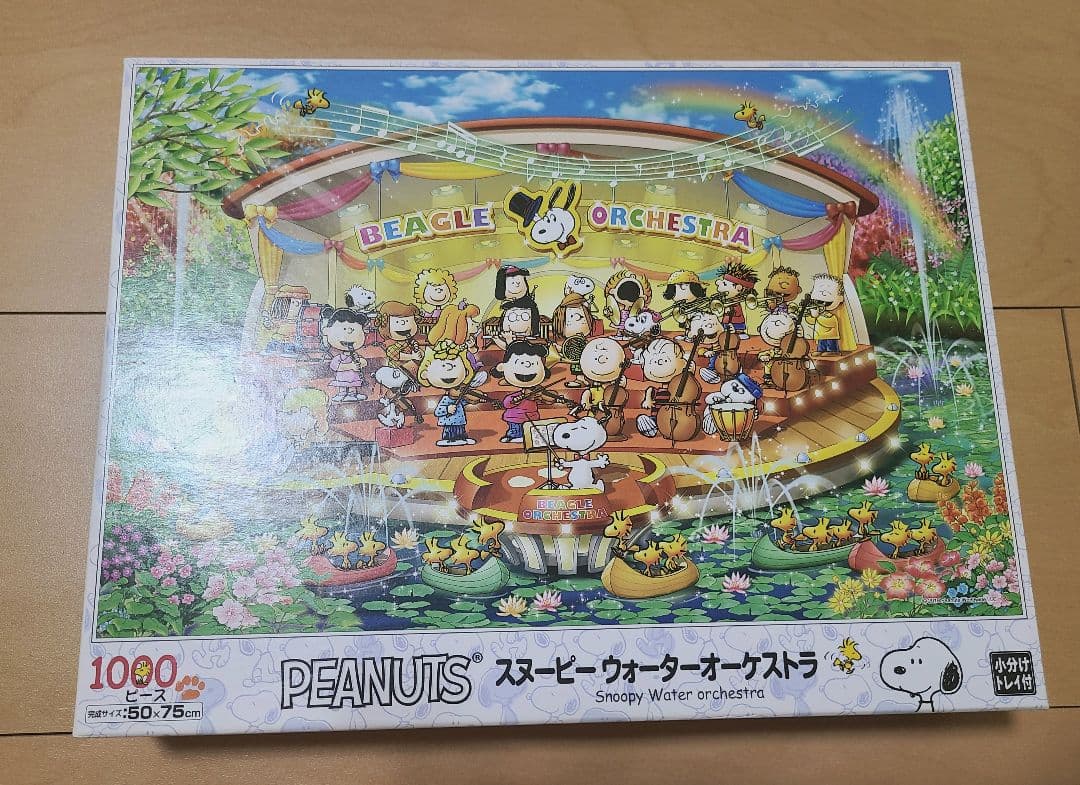 BEAGLE ORCHESTRA
BEAGLE
ORCHESTRA
1000
ピース
完成サイズ:50×75cm
PEANUTS®
スヌーピー ウォーターオーケストラ
Snoopy Water orchestra
小分け
トレイ付